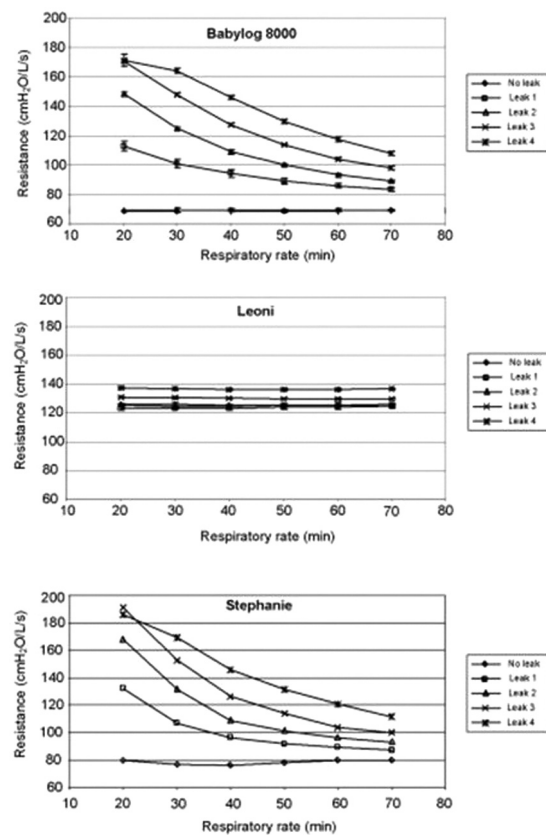 Babylog 8000
Resistance (cmH₂O/L/s)
200
180
160
140
120
100
80
60
10 20 30 40 50 60 70 80
Respiratory rate (min)
No leak
Leak 1
Leak 2
Leak 3
Leak 4
Leoni
Resistance (cmH₂O/L/s)
200
180
160
140
120
100
80
60
10 20 30 40 50 60 70 80
Respiratory rate (min)
No leak
Leak 1
Leak 2
Leak 3
Leak 4
Stephanie
Resistance (cmH₂O/L/s)
200
180
160
140
120
100
80
60
10 20 30 40 50 60 70 80
Respiratory rate (min)
No leak
Leak 1
Leak 2
Leak 3
Leak 4